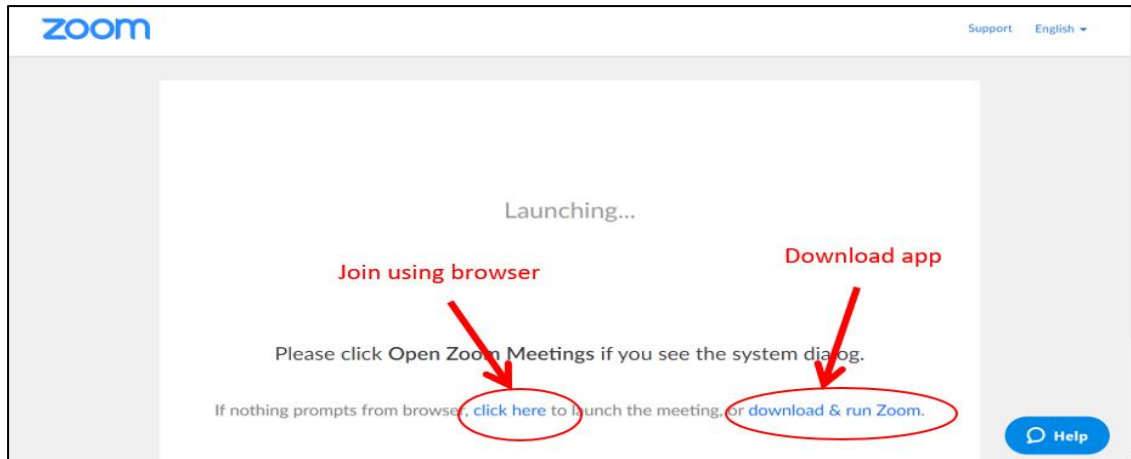 zoom
Support English
Launching...
Join using browser
Download app
Please click Open Zoom Meetings if you see the system dialog.
If nothing prompts from browser, click here to launch the meeting, or download & run Zoom.
Help